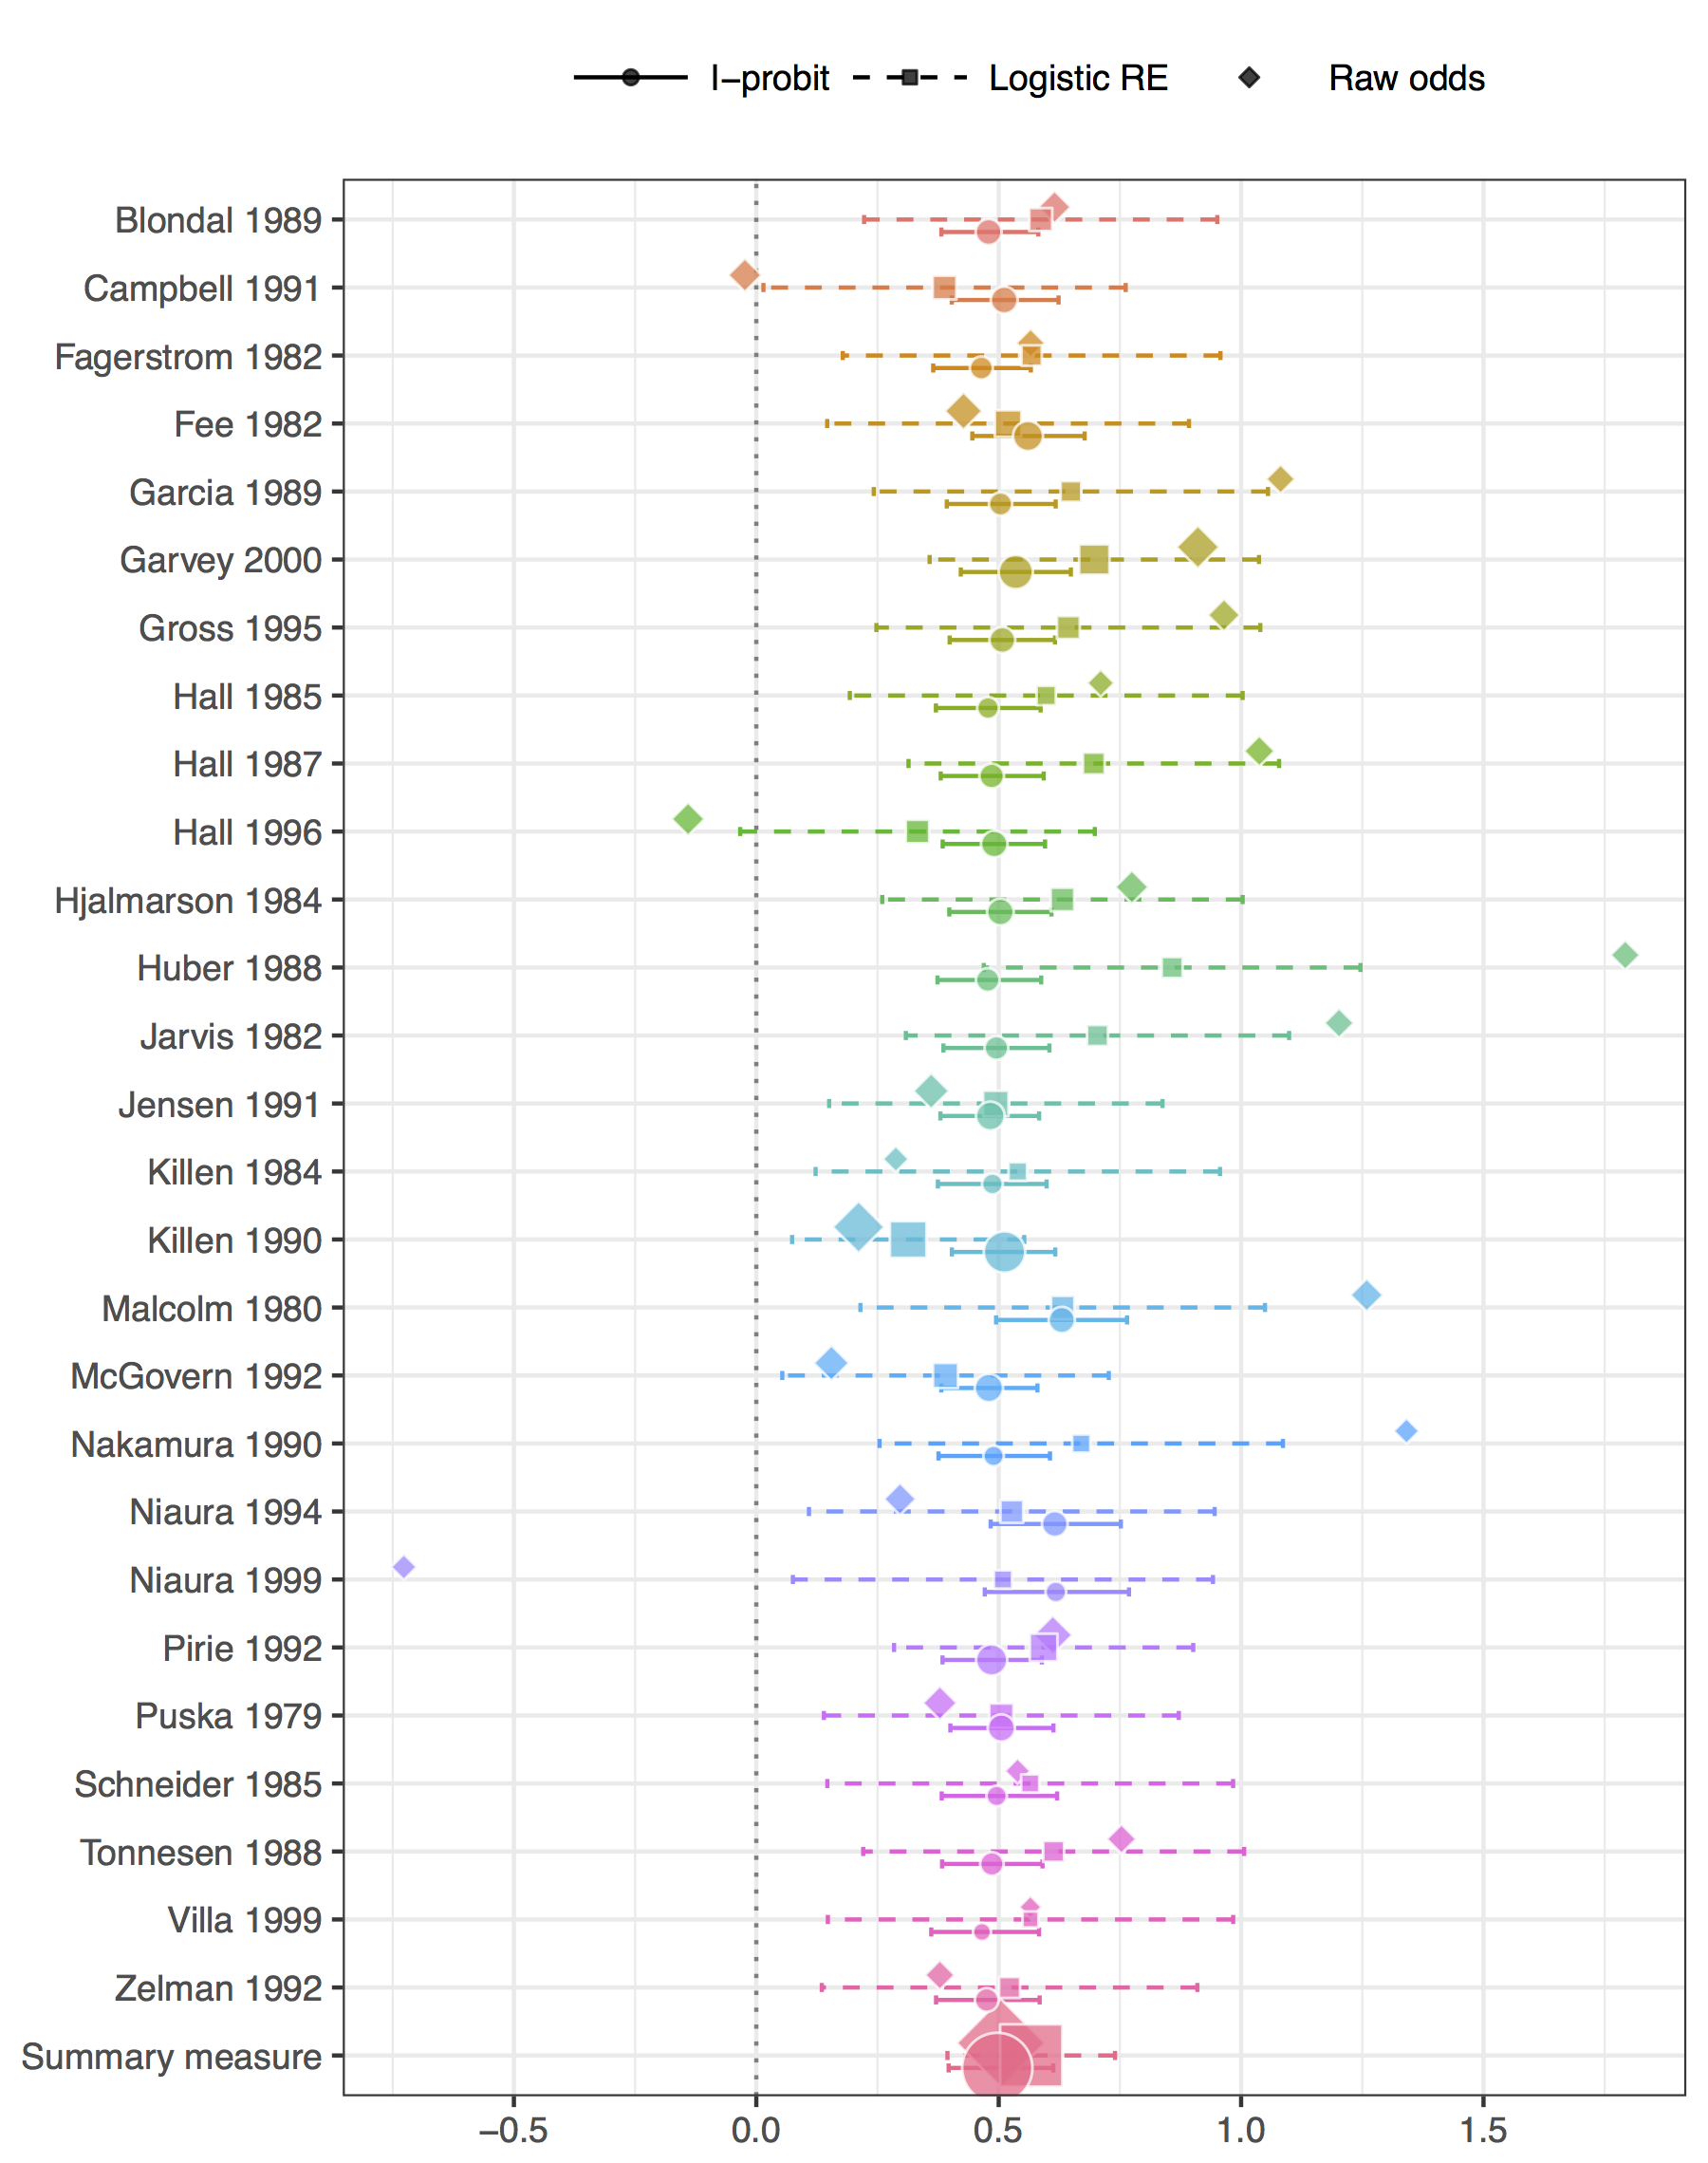 I−probit Logistic RE Raw odds
Blondal 1989
Campbell 1991
Fagerstrom 1982
Fee 1982
Garcia 1989
Garvey 2000
Gross 1995
Hall 1985
Hall 1987
Hall 1996
Hjalmarson 1984
Huber 1988
Jarvis 1982
Jensen 1991
Killen 1984
Killen 1990
Malcolm 1980
McGovern 1992
Nakamura 1990
Niaura 1994
Niaura 1999
Pirie 1992
Puska 1979
Schneider 1985
Tonnesen 1988
Villa 1999
Zelman 1992
Summary measure
−0.5 0.0 0.5 1.0 1.5